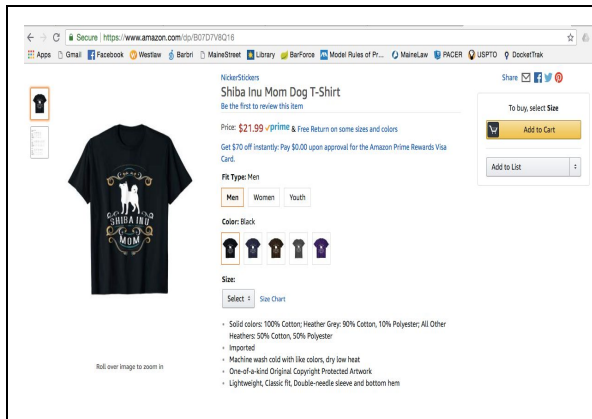 Secure | https://www.amazon.com/dp/B07D7V8Q16
Apps Gmail Facebook Westlaw Barbri MaineStreet Library BarForce Model Rules of Pr... MaineLaw PACER USPTO DocketTrak
NickerStickers
Share
Shiba Inu Mom Dog T-Shirt
Be the first to review this item
Price: $21.99 prime & Free Return on some sizes and colors
Get $70 off instantly: Pay $0.00 upon approval for the Amazon Prime Rewards Visa
Card.
Fit Type: Men
Men Women Youth
Color: Black
Size:
Select Size Chart
• Solid colors: 100% Cotton; Heather Grey: 90% Cotton, 10% Polyester; All Other
Heathers: 50% Cotton, 50% Polyester
• Imported
• Machine wash cold with like colors, dry low heat
• One-of-a-kind Original Copyright Protected Artwork
• Lightweight, Classic fit, Double-needle sleeve and bottom hem
To buy, select Size
Add to Cart
Add to List
SHIBA INU
MOM
Roll over image to zoom in